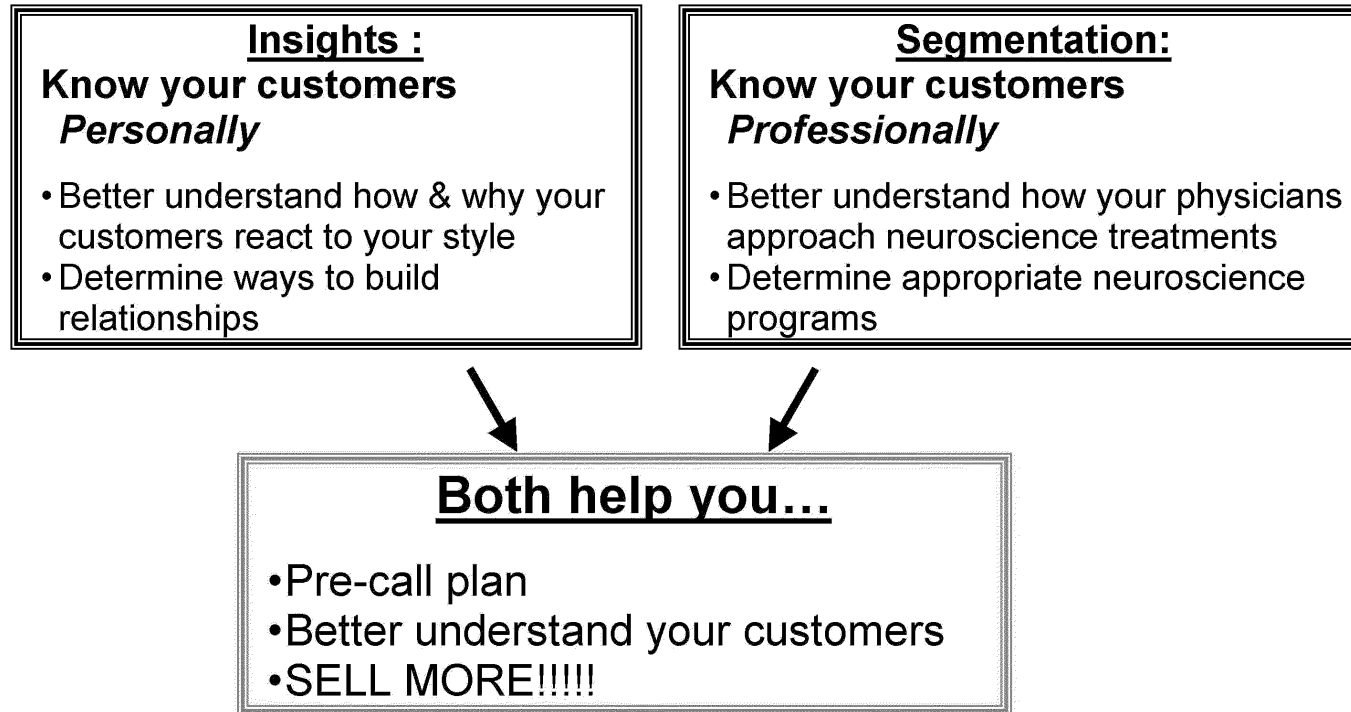 Insights :
Know your customers
Personally
• Better understand how & why your
customers react to your style
• Determine ways to build
relationships
Segmentation:
Know your customers
Professionally
• Better understand how your physicians
approach neuroscience treatments
• Determine appropriate neuroscience
programs
Both help you…
•Pre-call plan
•Better understand your customers
•SELL MORE!!!!!